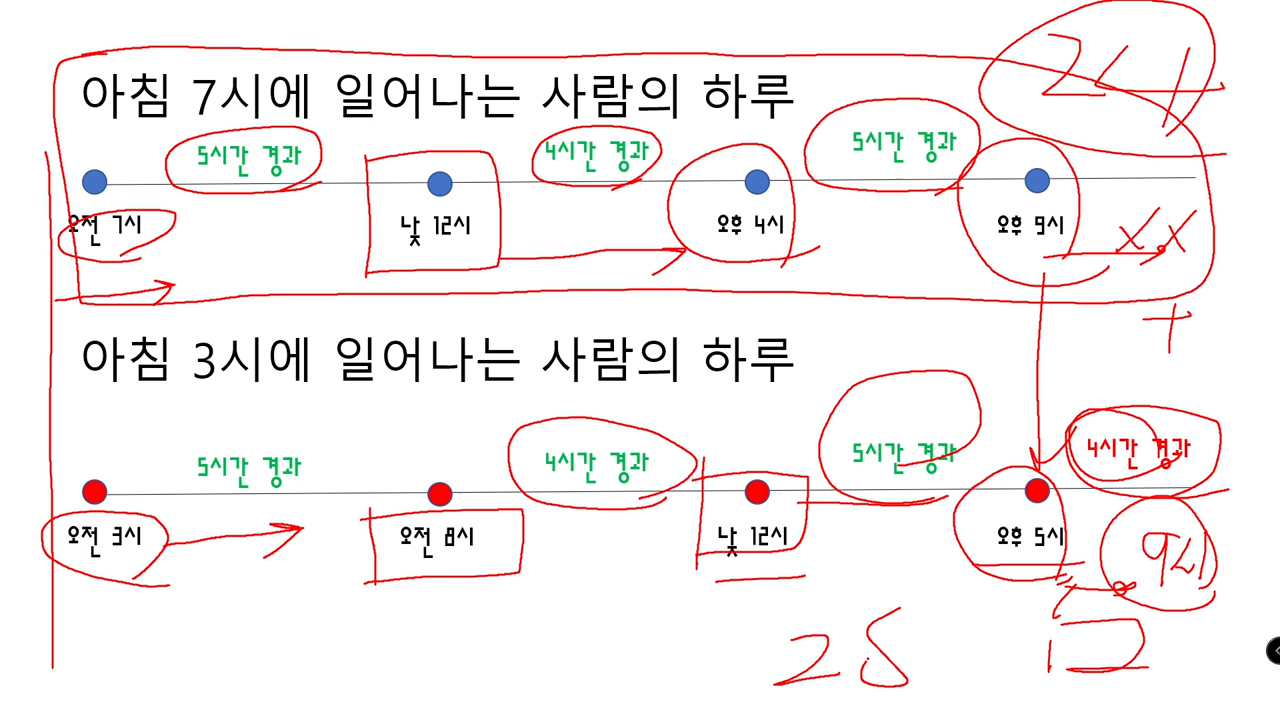 아침 7시에 일어나는 사람의 하루
24
5시간 경과
4시간 경과
5시간 경과
오전 7시
낮 12시
오후 4시
오후 9시
아침 3시에 일어나는 사람의 하루
5시간 경과
4시간 경과
5시간 경과
4시간 경과
오전 3시
오전 8시
낮 12시
오후 5시
9시
28